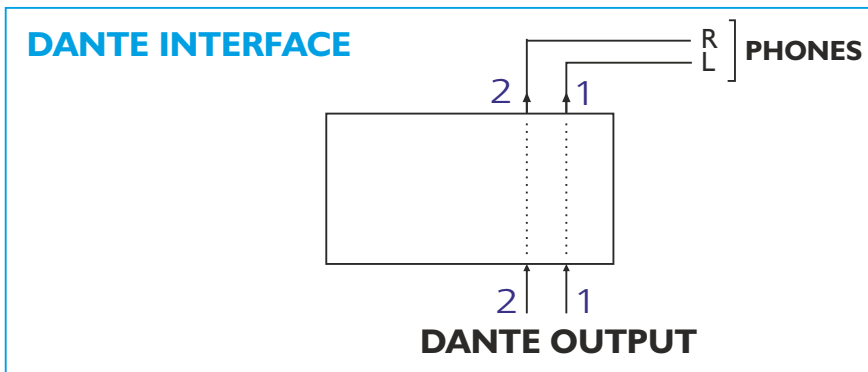 DANTE INTERFACE
R
L
PHONES
2 1
2 1
DANTE OUTPUT